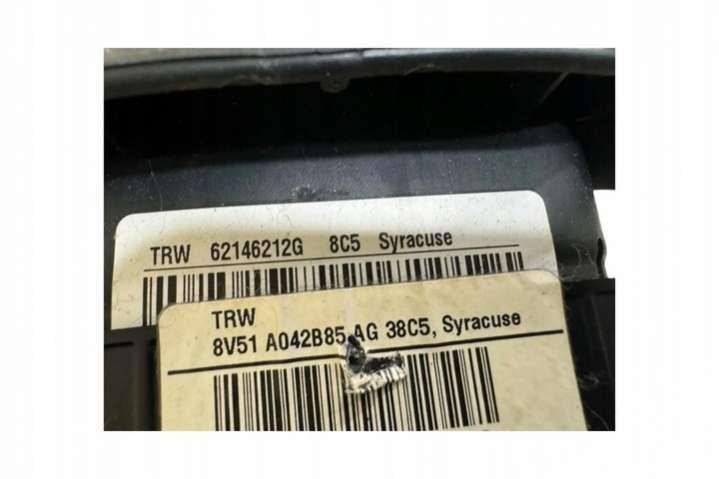 TRW 62146212G 8C5 Syracuse
TRW
8V51 A042B85 AG 38C5, Syracuse